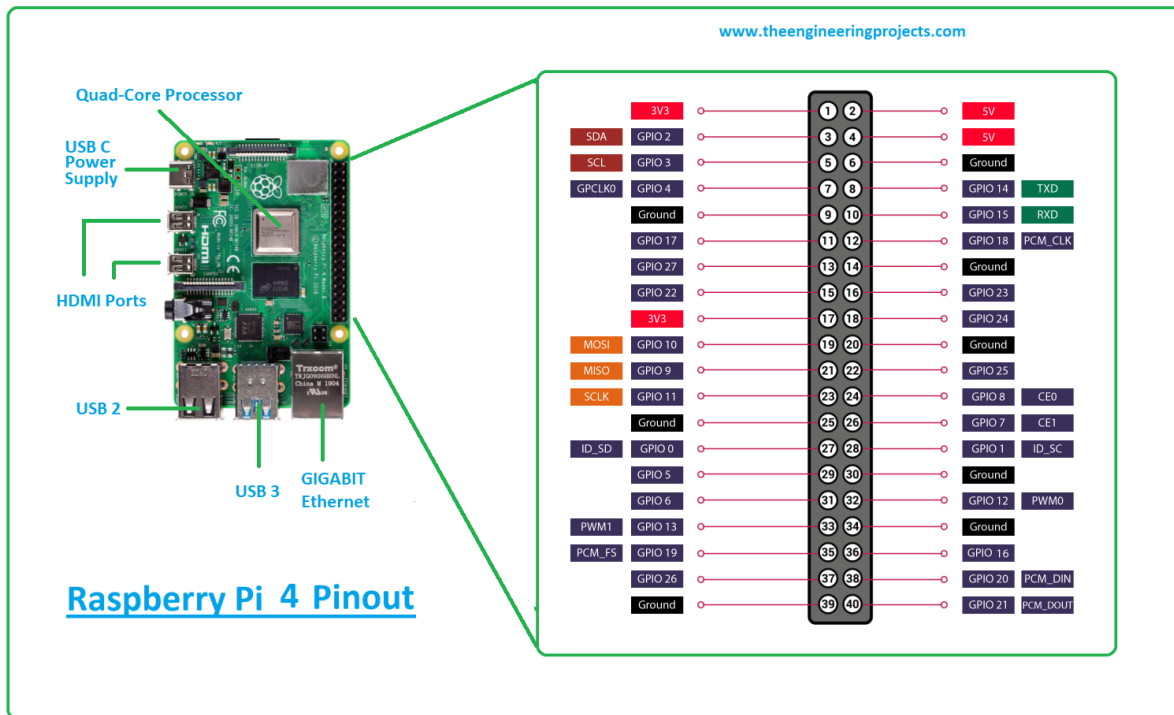 www.theengineeringprojects.com
Quad-Core Processor
USB C
Power
Supply
HDMI Ports
USB 2
USB 3
GIGABIT
Ethernet
Raspberry Pi 4 Pinout
HDMI
Trxcom®
TRJG0926HENL
China M 1904
3V3 1 2 5V
SDA GPIO 2 3 4 5V
SCL GPIO 3 5 6 Ground
GPCLK0 GPIO 4 7 8 GPIO 14 TXD
Ground 9 10 GPIO 15 RXD
GPIO 17 11 12 GPIO 18 PCM_CLK
GPIO 27 13 14 Ground
GPIO 22 15 16 GPIO 23
3V3 17 18 GPIO 24
MOSI GPIO 10 19 20 Ground
MISO GPIO 9 21 22 GPIO 25
SCLK GPIO 11 23 24 GPIO 8 CE0
Ground 25 26 GPIO 7 CE1
ID_SD GPIO 0 27 28 GPIO 1 ID_SC
GPIO 5 29 30 Ground
GPIO 6 31 32 GPIO 12 PWM0
PWM1 GPIO 13 33 34 Ground
PCM_FS GPIO 19 35 36 GPIO 16
GPIO 26 37 38 GPIO 20 PCM_DIN
Ground 39 40 GPIO 21 PCM_DOUT